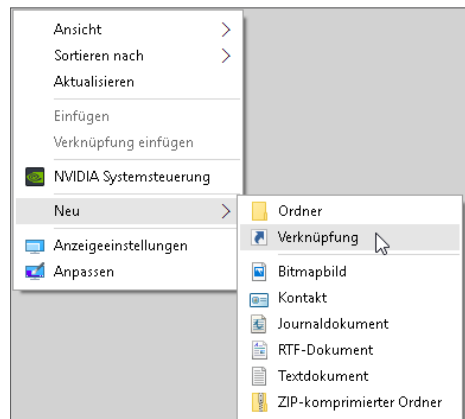 Ansicht
Sortieren nach
Aktualisieren
Einfügen
Verknüpfung einfügen
NVIDIA Systemsteuerung
Neu
Anzeigeeinstellungen
Anpassen
Ordner
Verknüpfung
Bitmapbild
Kontakt
Journaldokument
RTF-Dokument
Textdokument
ZIP-komprimierter Ordner